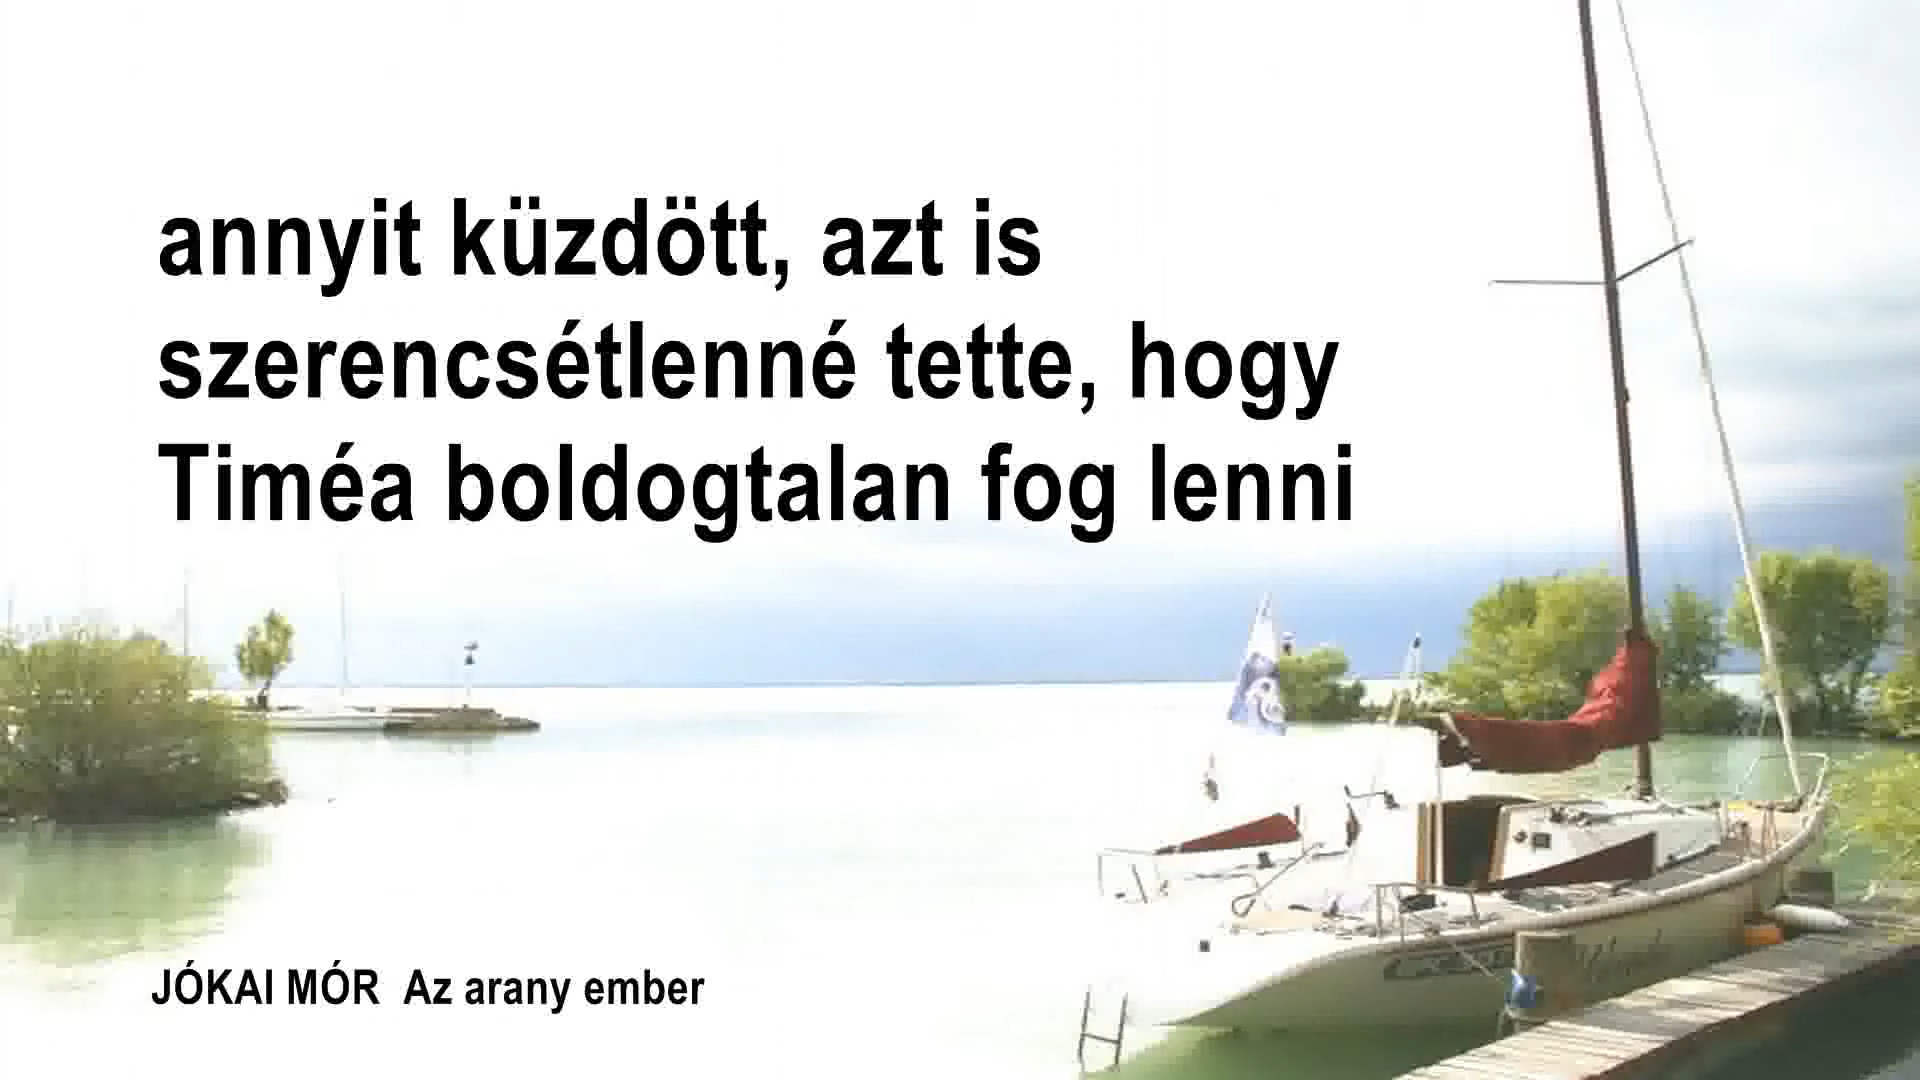 annyit küzdött, azt is
szerencsétlenné tette, hogy
Timéa boldogtalan fog lenni
JÓKAI MÓR Az arany ember